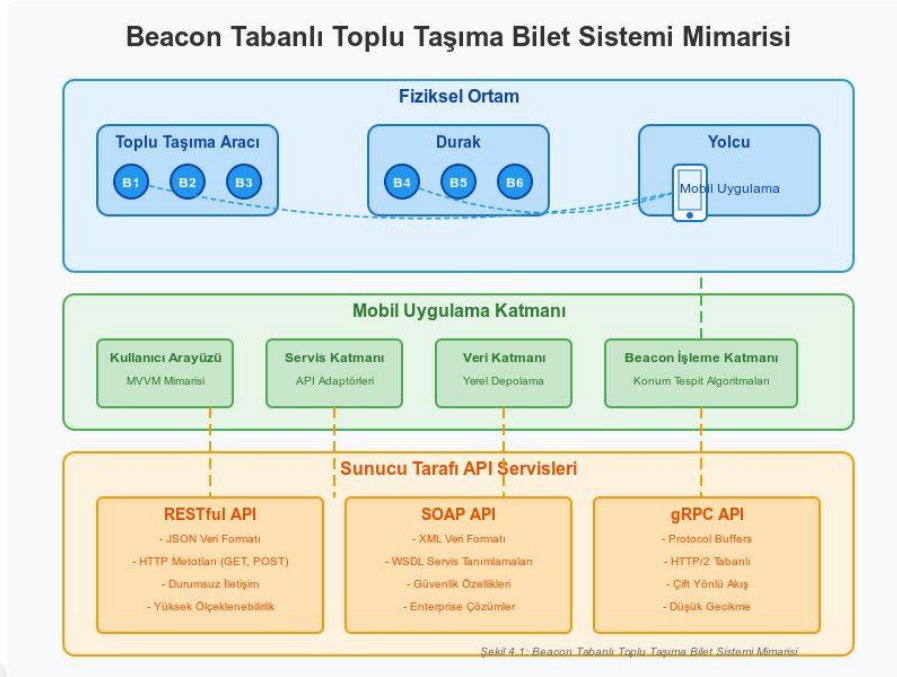 Beacon Tabanlı Toplu Taşıma Bilet Sistemi Mimarisi
Fiziksel Ortam
Toplu Taşıma Aracı
B1 B2 B3
Durak
B4 B5 B6
Yolcu
Mobil Uygulama
Mobil Uygulama Katmanı
Kullanıcı Arayüzü
MVVM Mimarisi
Servis Katmanı
API Adaptörleri
Veri Katmanı
Yerel Depolama
Beacon İşleme Katmanı
Konum Tespit Algoritmaları
Sunucu Tarafı API Servisleri
RESTful API
- JSON Veri Formatı
- HTTP Metotları (GET, POST)
- Durumsuz İletişim
- Yüksek Ölçeklenebilirlik
SOAP API
- XML Veri Formatı
- WSDL Servis Tanımlamaları
- Güvenlik Özellikleri
- Enterprise Çözümler
gRPC API
- Protocol Buffers
- HTTP/2 Tabanlı
- Çift Yönlü Akış
- Düşük Gecikme
Şekil 4.1: Beacon Tabanlı Toplu Taşıma Bilet Sistemi Mimarisi